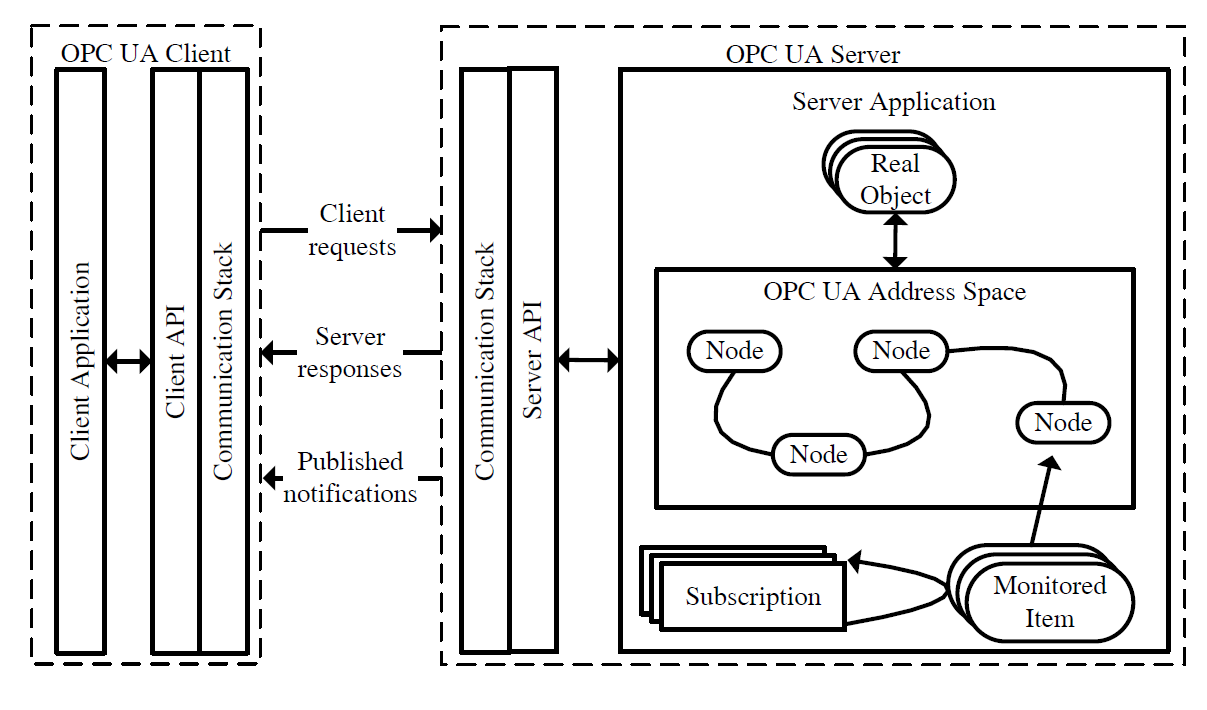 OPC UA Client
Client Application
Client API
Communication Stack
Client
requests
Server
responses
Published
notifications
OPC UA Server
Communication Stack
Server API
Server Application
Real
Object
OPC UA Address Space
Node
Node
Node
Node
Subscription
Monitored
Item